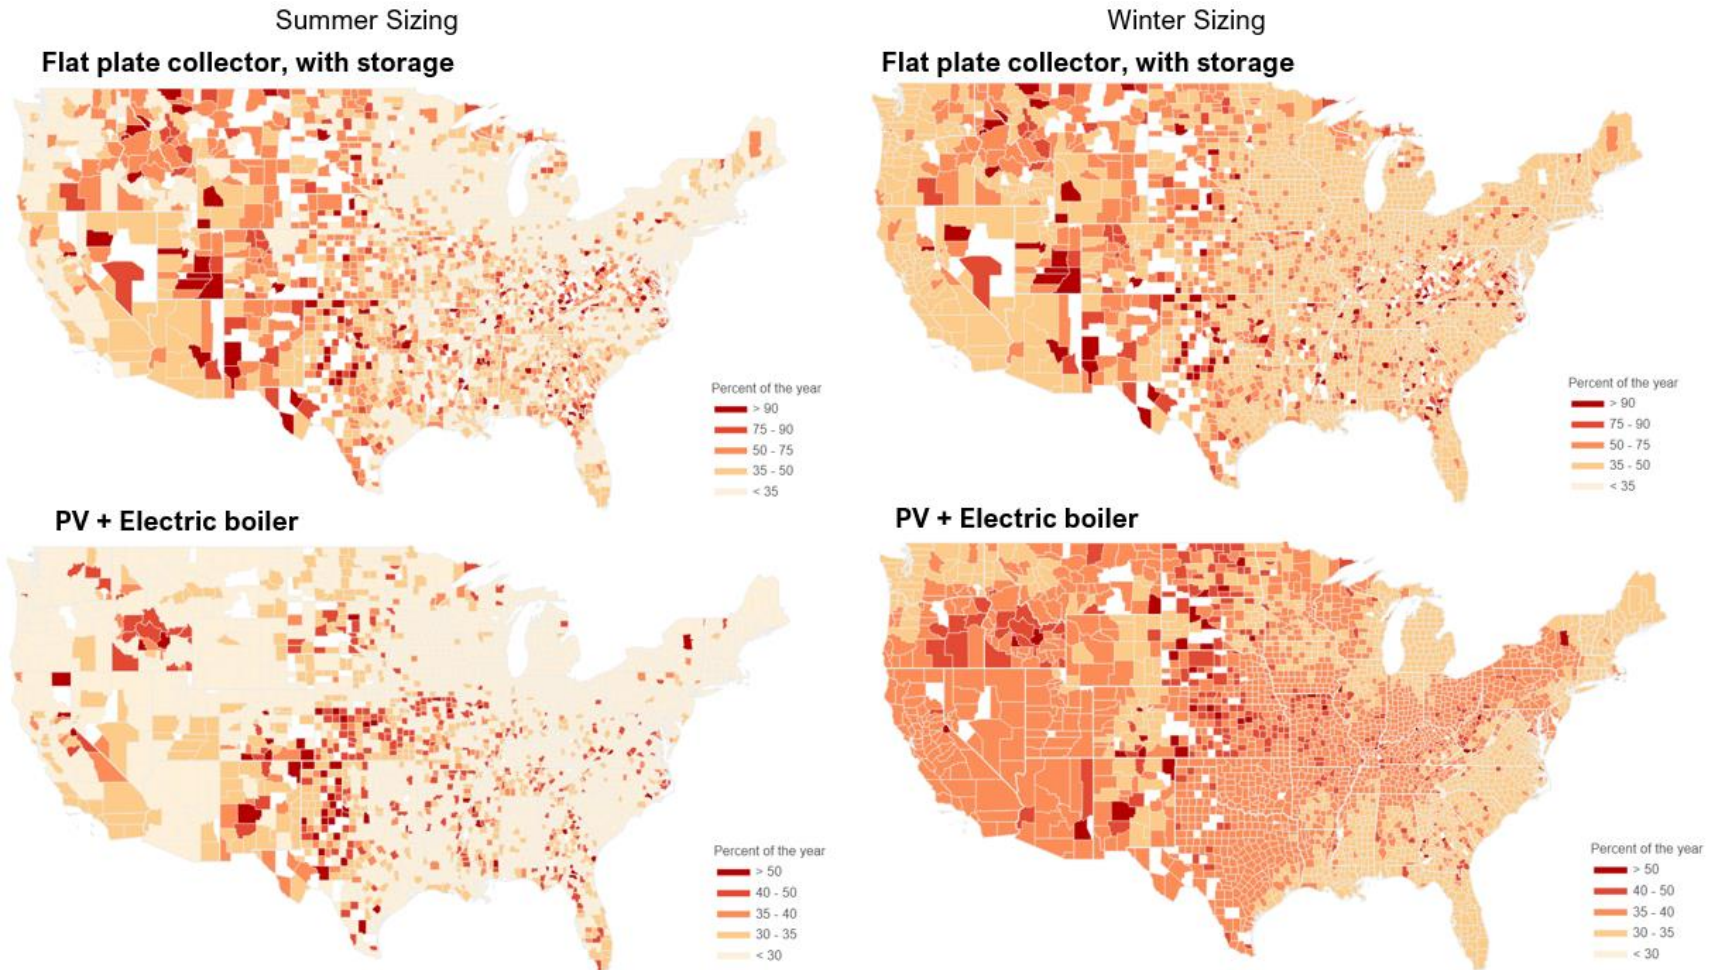 Summer Sizing
Winter Sizing
Flat plate collector, with storage
Flat plate collector, with storage
Percent of the year
> 90
75 - 90
50 - 75
35 - 50
< 35
Percent of the year
> 90
75 - 90
50 - 75
35 - 50
< 35
PV + Electric boiler
PV + Electric boiler
Percent of the year
> 50
40 - 50
35 - 40
30 - 35
< 30
Percent of the year
> 50
40 - 50
35 - 40
30 - 35
< 30